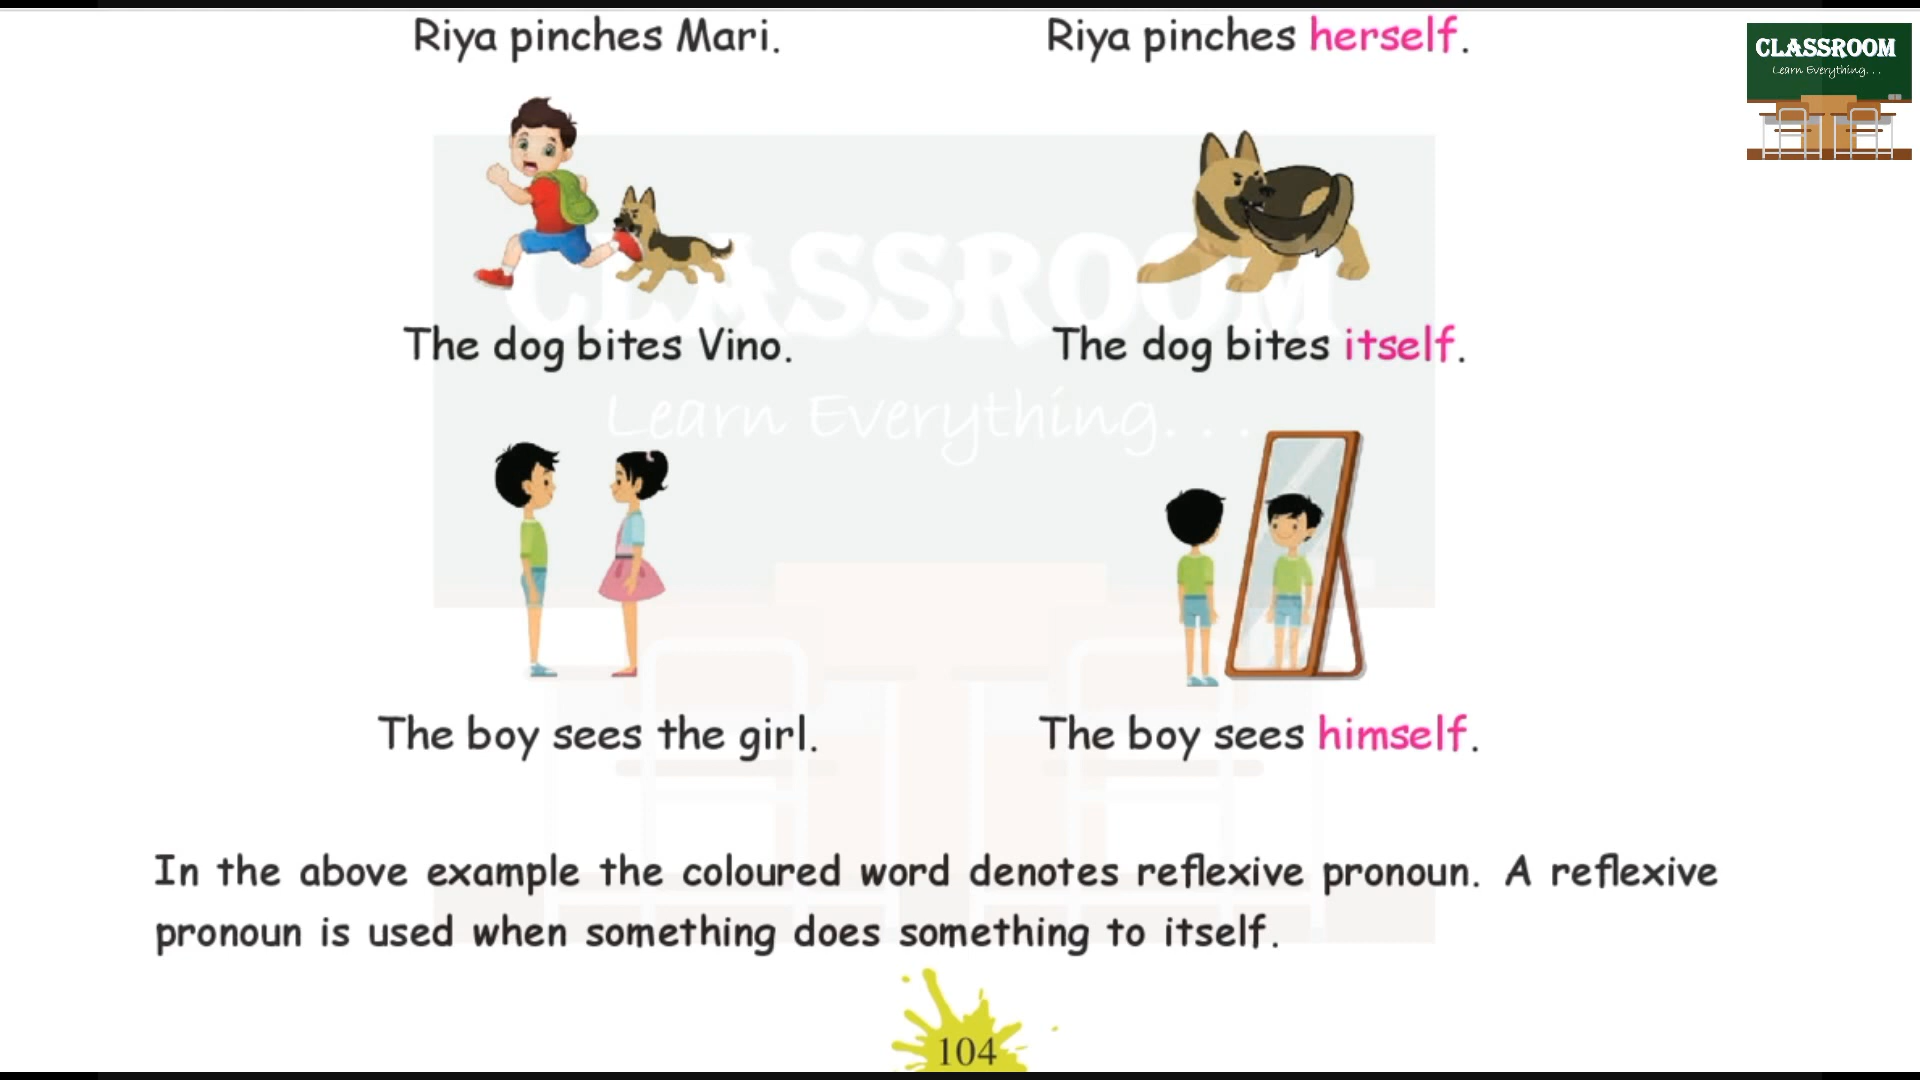 Riya pinches Mari.
Riya pinches herself.
CLASSROOM
Learn Everything...
The dog bites Vino.
The dog bites itself.
CLASSROOM
Learn Everything. . .
The boy sees the girl.
The boy sees himself.
In the above example the coloured word denotes reflexive pronoun. A reflexive
pronoun is used when something does something to itself.
104